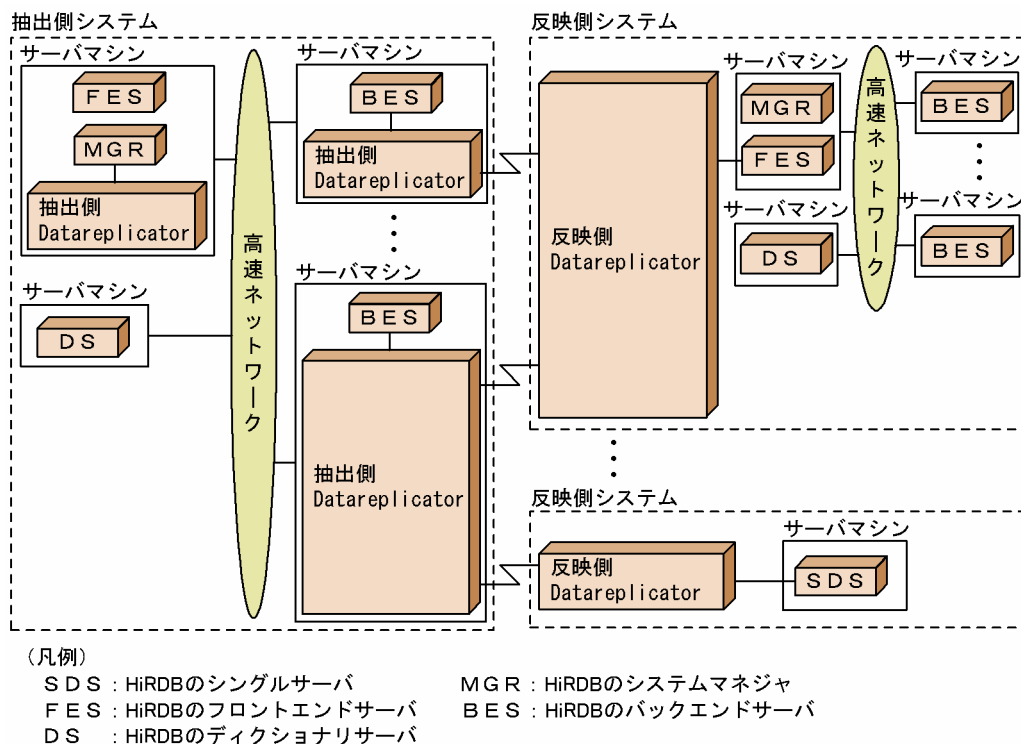 抽出側システム
サーバマシン
ＦＥＳ
ＭＧＲ
抽出側
Datareplicator
サーバマシン
ＤＳ
高速ネットワーク
サーバマシン
ＢＥＳ
抽出側
Datareplicator
サーバマシン
ＢＥＳ
抽出側
Datareplicator
反映側システム
反映側
Datareplicator
サーバマシン
ＭＧＲ
ＦＥＳ
サーバマシン
ＤＳ
高速ネットワーク
サーバマシン
ＢＥＳ
サーバマシン
ＢＥＳ
反映側システム
反映側
Datareplicator
サーバマシン
ＳＤＳ
（凡例）
ＳＤＳ：HiRDBのシングルサーバ
ＭＧＲ：HiRDBのシステムマネジャ
ＦＥＳ：HiRDBのフロントエンドサーバ
ＢＥＳ：HiRDBのバックエンドサーバ
ＤＳ　：HiRDBのディクショナリサーバ